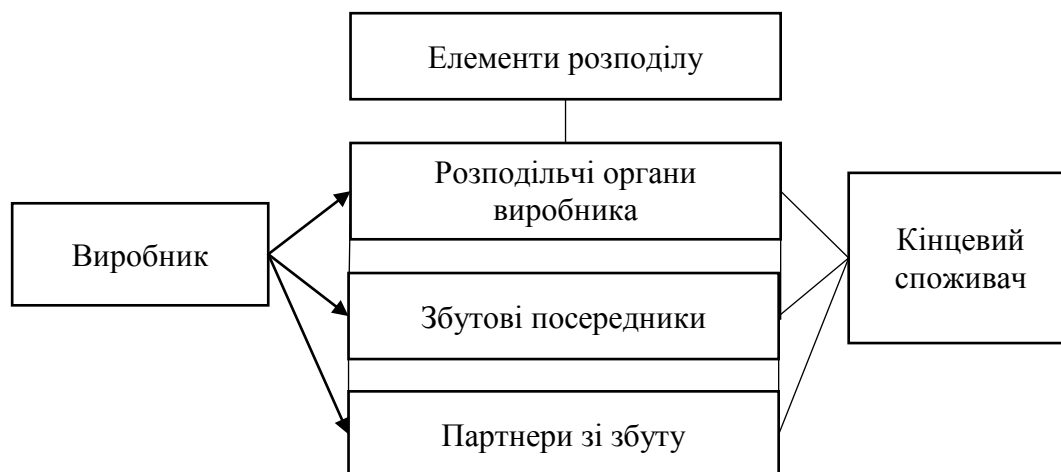 Елементи розподілу
Розподільчі органи
виробника
Виробник
Кінцевий
споживач
Збутові посередники
Партнери зі збуту